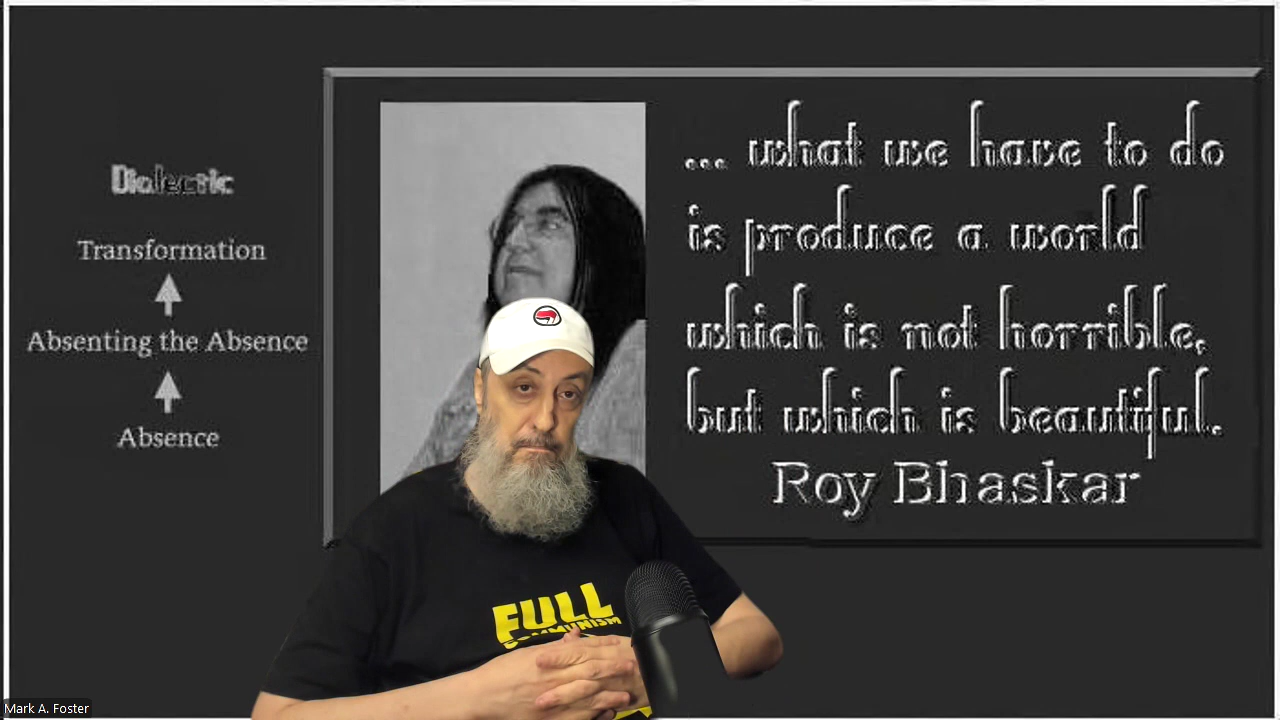 Dialectic
Transformation
Absenting the Absence
Absence
... what we have to do
is produce a world
which is not horrible,
but which is beautiful.
Roy Bhaskar
FULL
COMMUNISM
Mark A. Foster